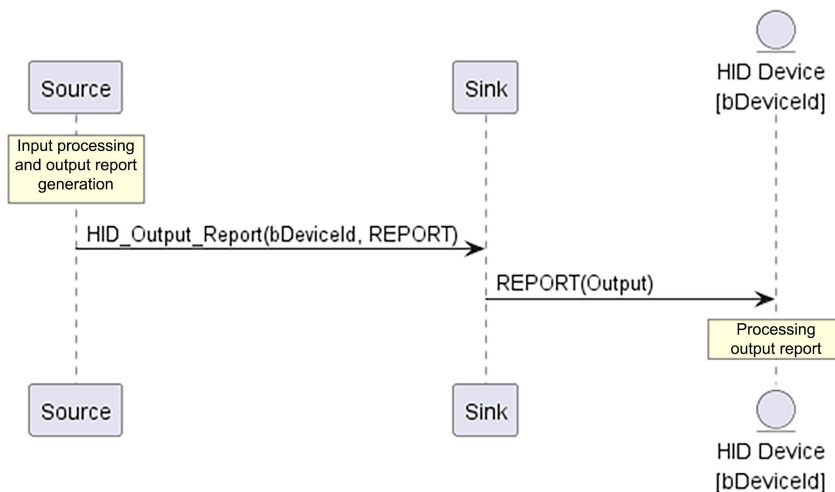 HID Device
[bDeviceId]
Source
Sink
Input processing
and output report
generation
HID_Output_Report(bDeviceId, REPORT)
REPORT(Output)
Processing
output report
Source
Sink
HID Device
[bDeviceId]